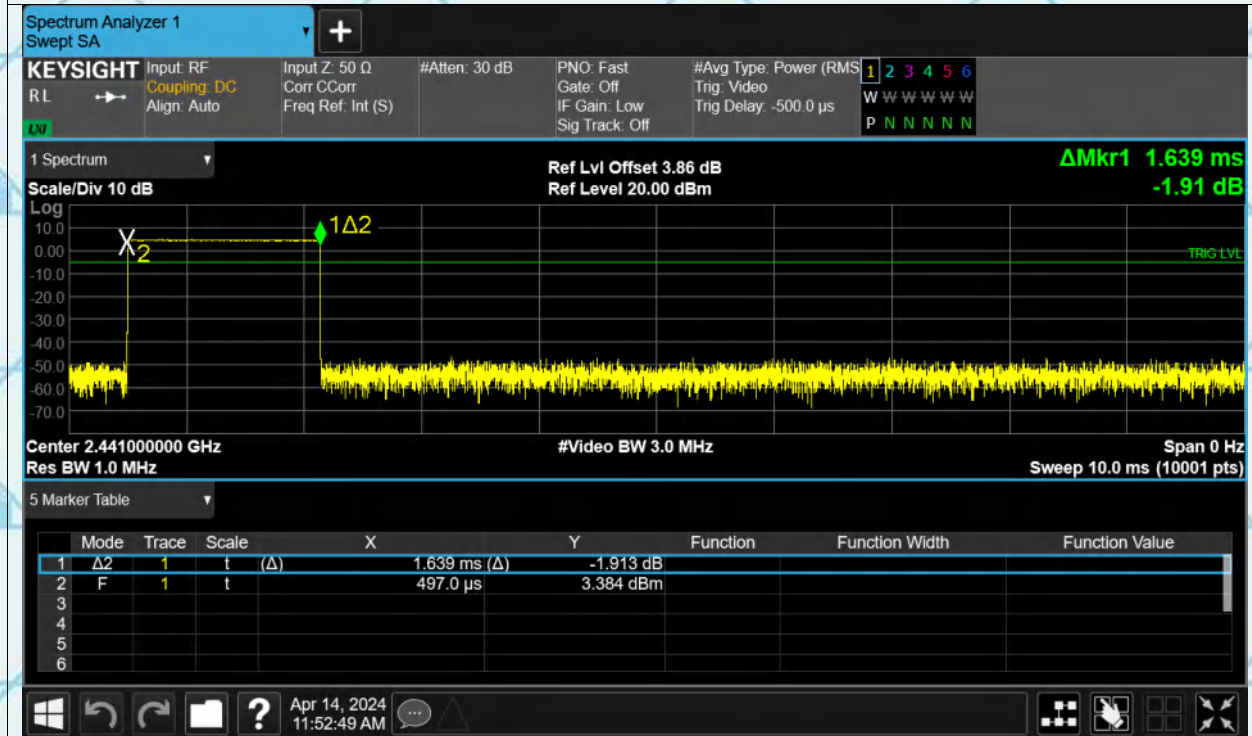 Spectrum Analyzer 1
Swept SA
+
KEYSIGHT Input: RF Input Z: 50 Ω #Atten: 30 dB PNO: Fast #Avg Type: Power (RMS 1 2 3 4 5 6
RL Coupling: DC Corr CCorr Gate: Off Trig: Video W W W W W W
Align: Auto Freq Ref: Int (S) IF Gain: Low Trig Delay: -500.0 µs P N N N N N
LXI Sig Track: Off
1 Spectrum Ref Lvl Offset 3.86 dB ΔMkr1 1.639 ms
Scale/Div 10 dB Ref Level 20.00 dBm -1.91 dB
Log
10.0
0.00
-10.0
-20.0
-30.0
-40.0
-50.0
-60.0
-70.0
X2
1Δ2
TRIG LVL
Center 2.441000000 GHz #Video BW 3.0 MHz Span 0 Hz
Res BW 1.0 MHz Sweep 10.0 ms (10001 pts)
5 Marker Table
Mode Trace Scale X Y Function Function Width Function Value
1 Δ2 1 t (Δ) 1.639 ms (Δ) -1.913 dB
2 F 1 t 497.0 µs 3.384 dBm
3
4
5
6
? Apr 14, 2024
11:52:49 AM